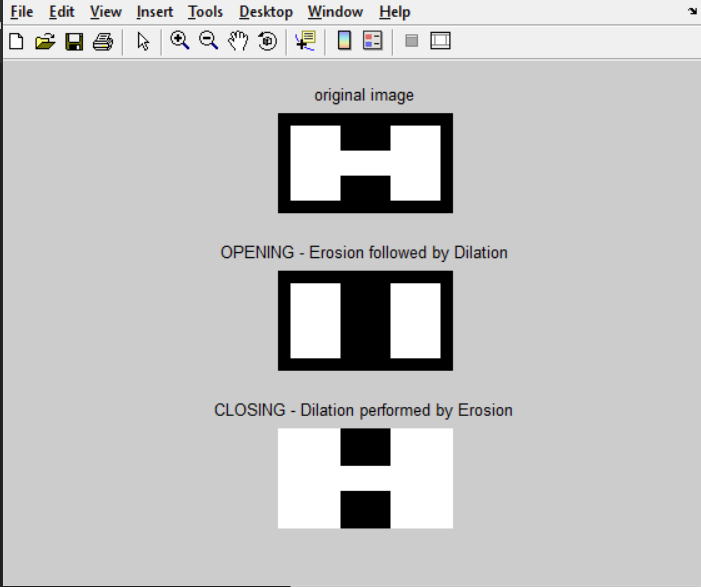 File Edit View Insert Tools Desktop Window Help
original image
OPENING - Erosion followed by Dilation
CLOSING - Dilation performed by Erosion